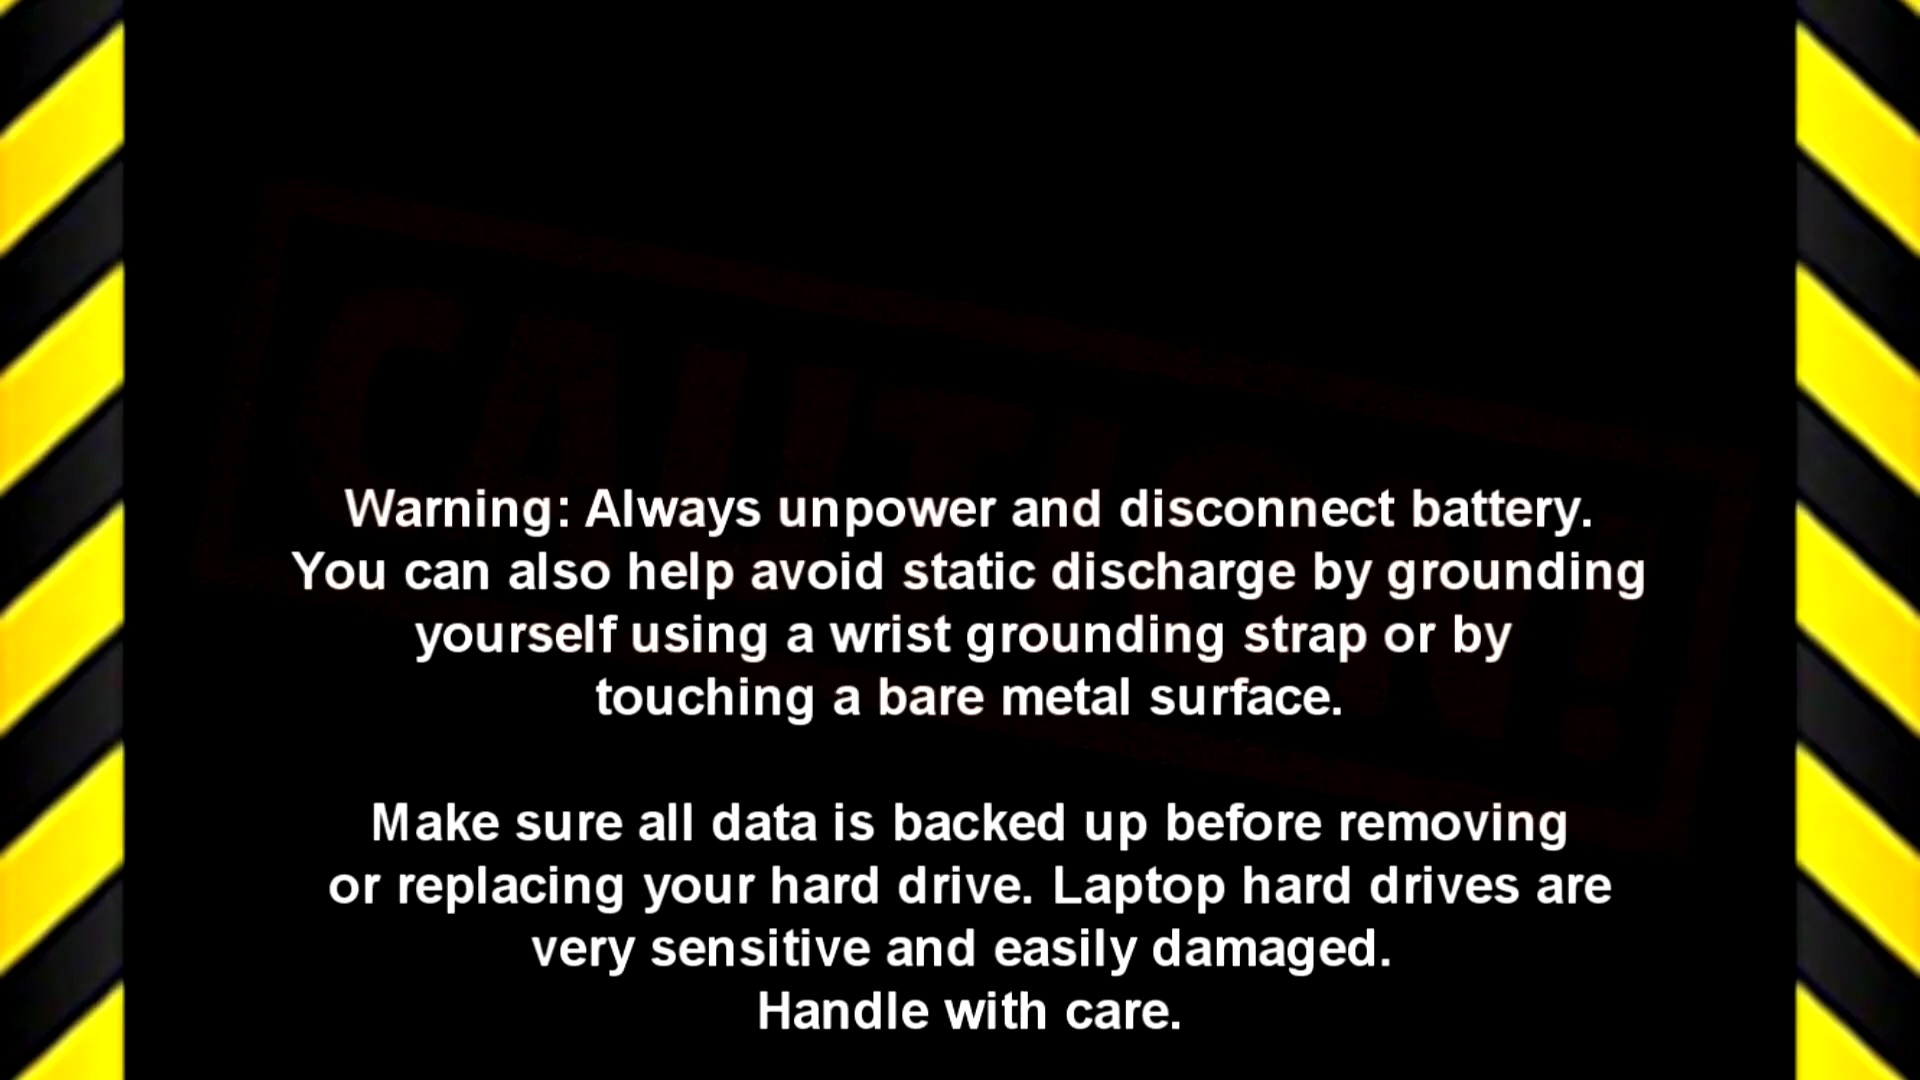 CAUTION!
Warning: Always unpower and disconnect battery.
You can also help avoid static discharge by grounding
yourself using a wrist grounding strap or by
touching a bare metal surface.
Make sure all data is backed up before removing
or replacing your hard drive. Laptop hard drives are
very sensitive and easily damaged.
Handle with care.